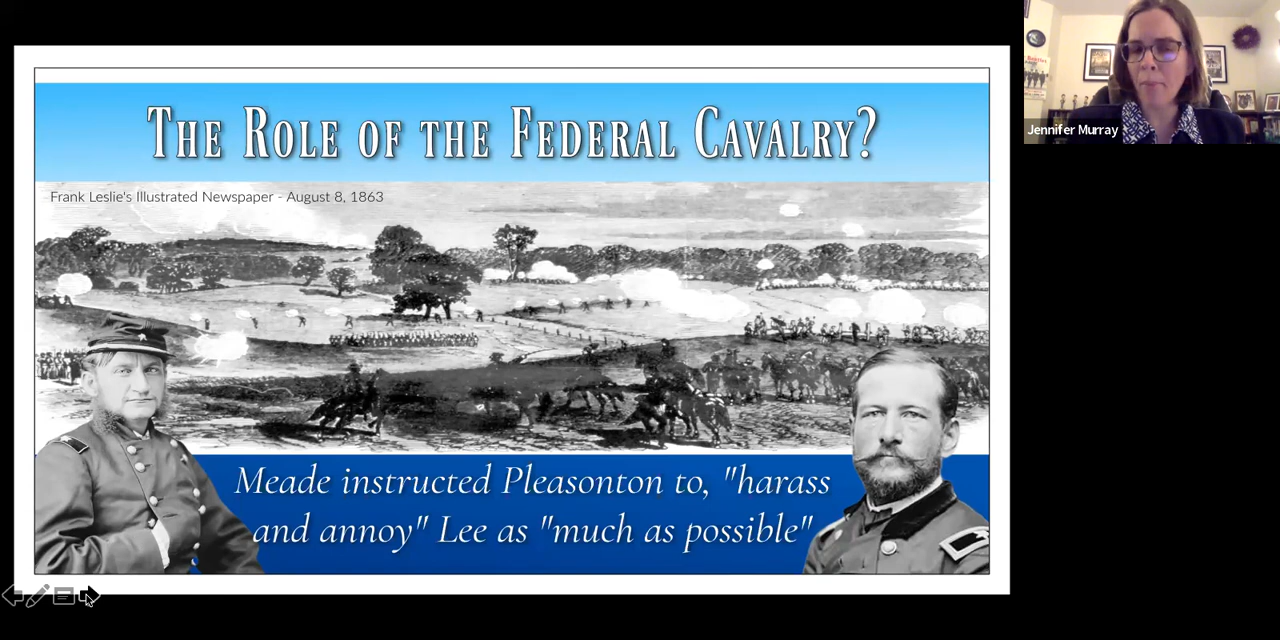 The Role of the Federal Cavalry?
Frank Leslie's Illustrated Newspaper - August 8, 1863
Meade instructed Pleasonton to, "harass
and annoy" Lee as "much as possible"
Jennifer Murray